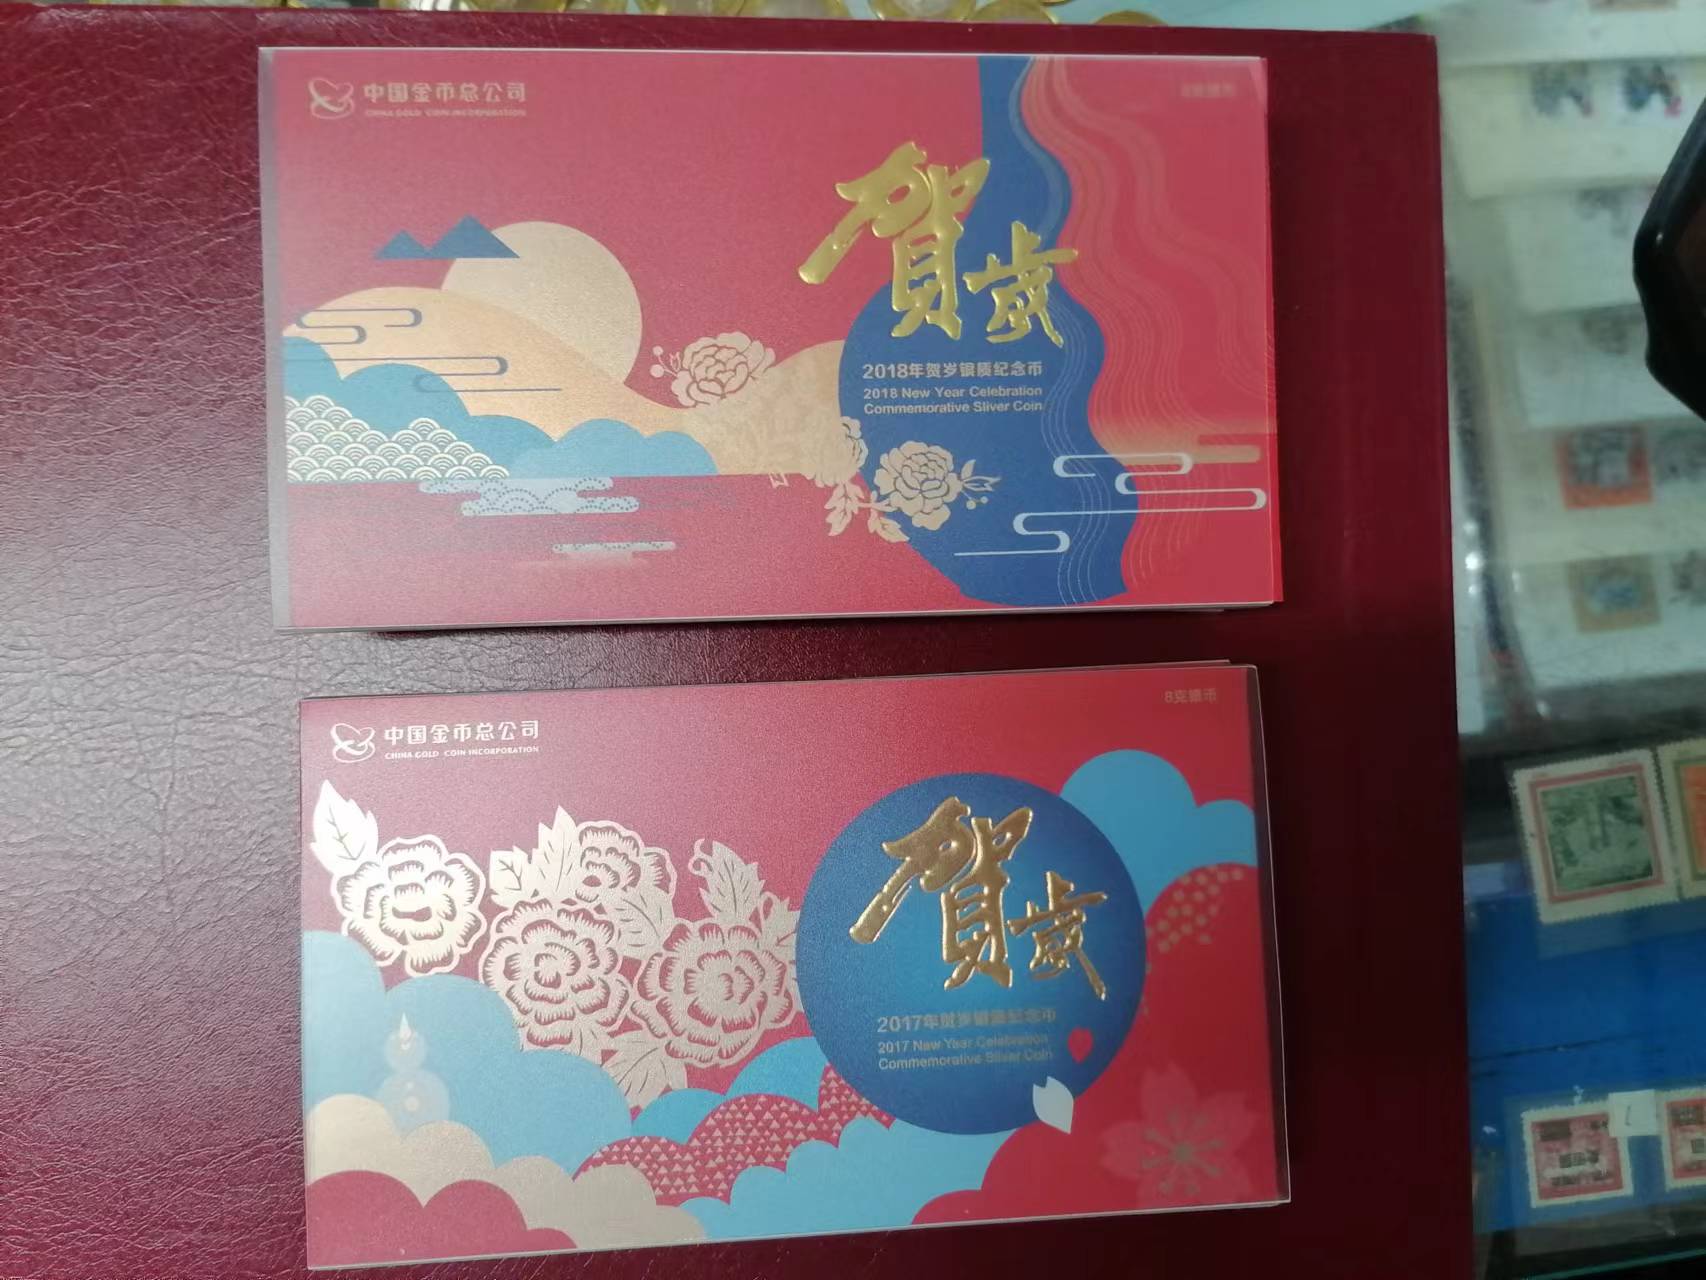 中国金币总公司
CHINA GOLD COIN INCORPORATION
賀歲
2018年贺岁银质纪念币
2018 New Year Celebration
Commemorative Sliver Coin
中国金币总公司
CHINA GOLD COIN INCORPORATION
8克银币
賀歲
2017年贺岁银质纪念币
2017 New Year Celebration
Commemorative Sliver Coin